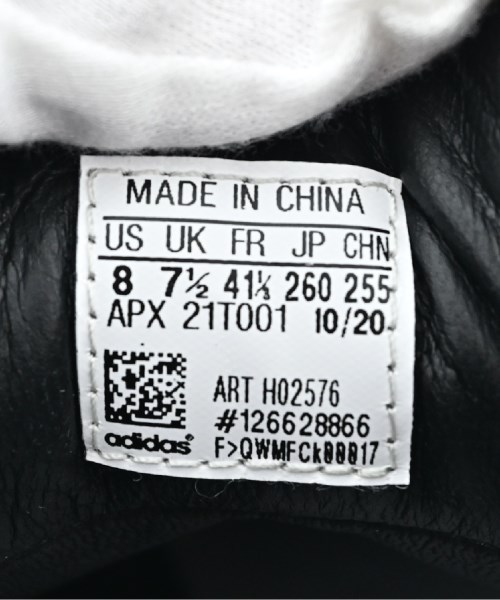 MADE IN CHINA
US UK FR JP CHN
8 7½ 41⅓ 260 255
APX 21T001 10/20
ART H02576
#126628866
adidas® F>QWMFCk00017